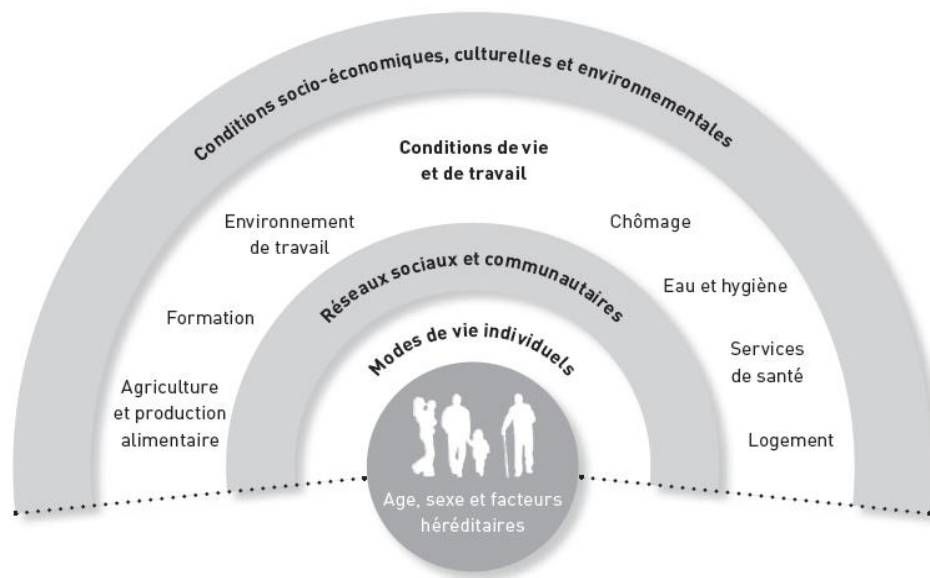 Conditions socio-économiques, culturelles et environnementales
Conditions de vie
et de travail
Environnement
de travail
Chômage
Réseaux sociaux et communautaires
Eau et hygiène
Formation
Modes de vie individuels
Services
de santé
Agriculture
et production
alimentaire
Logement
Age, sexe et facteurs
héréditaires